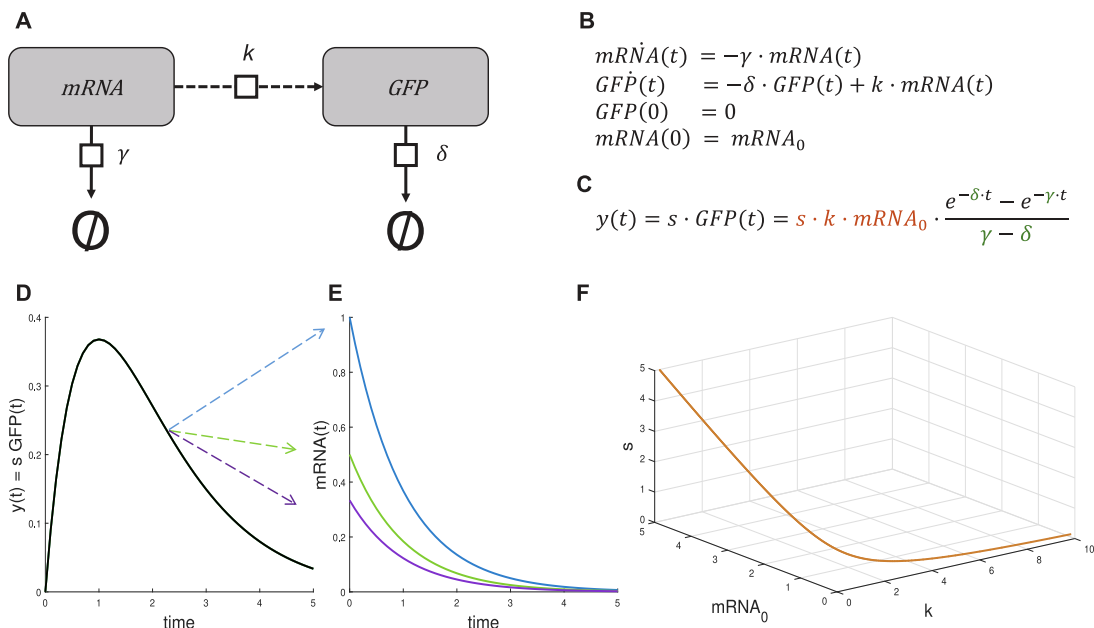 A
mRNA
k
GFP
γ
δ
∅
∅
B
mRṄA(t) = −γ · mRNA(t)
GFṖ(t) = −δ · GFP(t) + k · mRNA(t)
GFP(0) = 0
mRNA(0) = mRNA₀
C
y(t) = s · GFP(t) = s · k · mRNA₀ · (e^(−δ·t) − e^(−γ·t)) / (γ − δ)
D
y(t) = s GFP(t)
0,4
0,3
0,2
0,1
0
0 1 2 3 4 5
time
E
mRNA(t)
1
0,8
0,6
0,4
0,2
0
0 1 2 3 4 5
time
F
s
5
4
3
2
1
0
5 4 3 2 1 0
mRNA₀
0 2 4 6 8 10
k